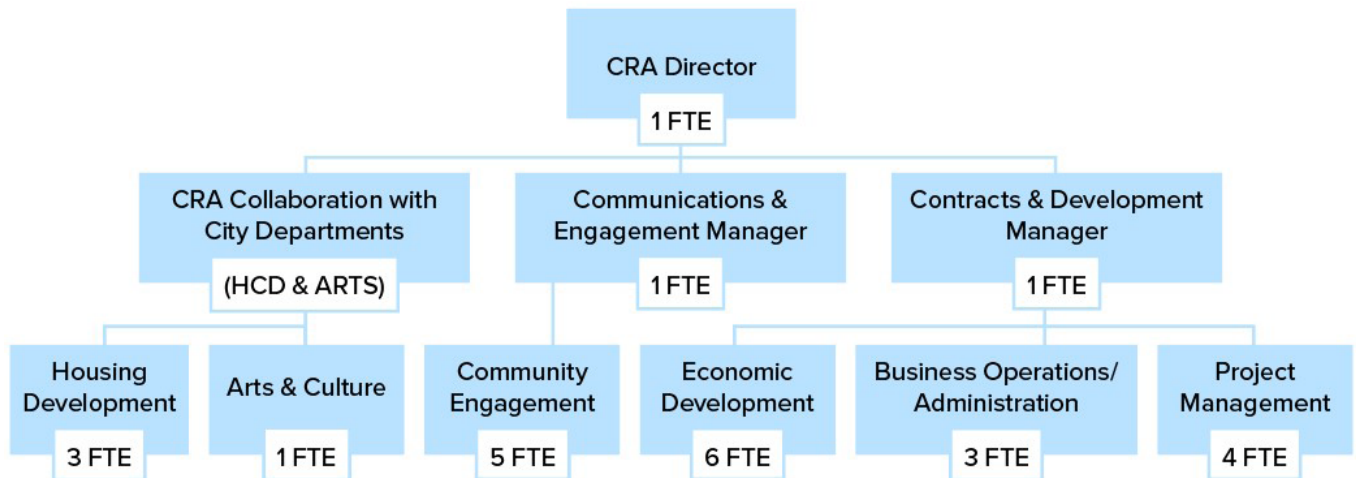 CRA Director
1 FTE
CRA Collaboration with
City Departments
(HCD & ARTS)
Communications &
Engagement Manager
1 FTE
Contracts & Development
Manager
1 FTE
Housing
Development
3 FTE
Arts & Culture
1 FTE
Community
Engagement
5 FTE
Economic
Development
6 FTE
Business Operations/
Administration
3 FTE
Project
Management
4 FTE